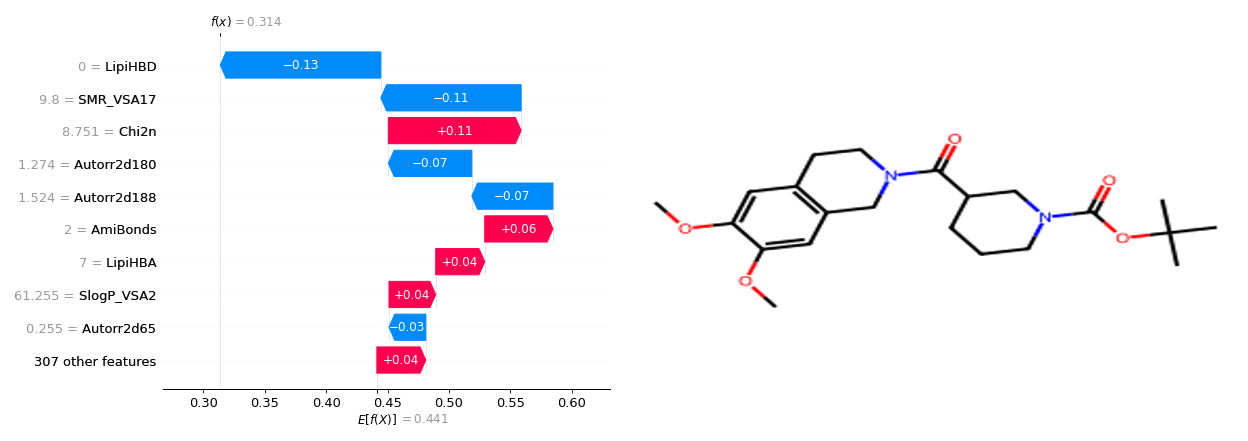 f(x) = 0.314
0 = LipiHBD
−0.13
9.8 = SMR_VSA17
−0.11
8.751 = Chi2n
+0.11
1.274 = Autorr2d180
−0.07
1.524 = Autorr2d188
−0.07
2 = AmiBonds
+0.06
7 = LipiHBA
+0.04
61.255 = SlogP_VSA2
+0.04
0.255 = Autorr2d65
−0.03
307 other features
+0.04
0.30 0.35 0.40 0.45 0.50 0.55 0.60
E[f(X)] = 0.441
O
N
O
O
N
O
O